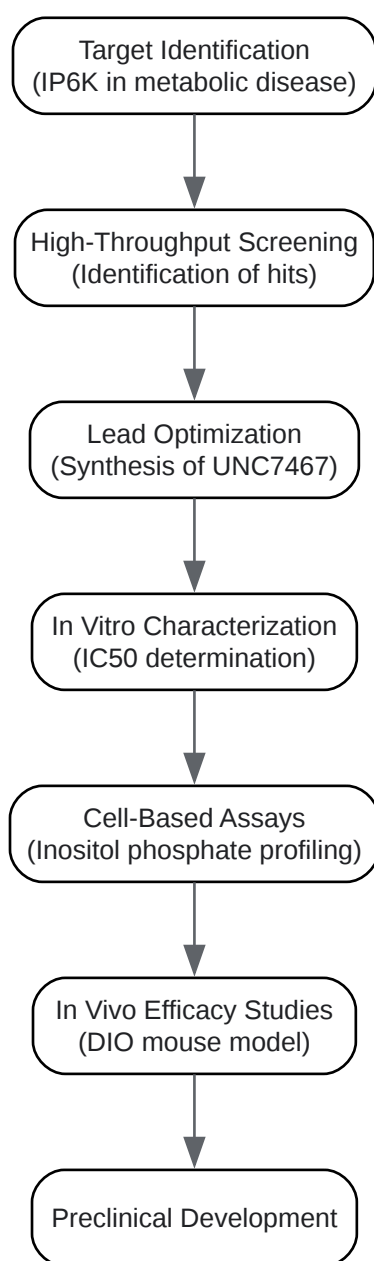 Target Identification
(IP6K in metabolic disease)
High-Throughput Screening
(Identification of hits)
Lead Optimization
(Synthesis of UNC7467)
In Vitro Characterization
(IC50 determination)
Cell-Based Assays
(Inositol phosphate profiling)
In Vivo Efficacy Studies
(DIO mouse model)
Preclinical Development